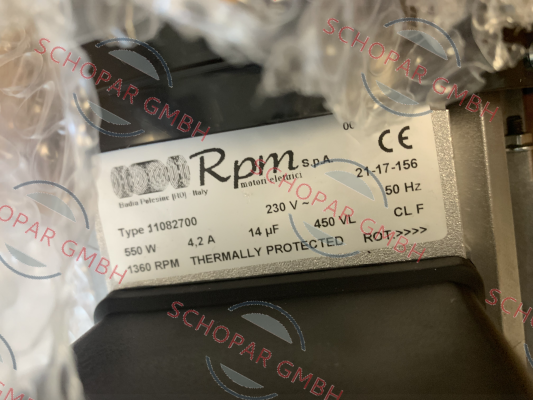 Rpm S.p.A.
motori elettrici
Badia Polesine (RO) Italy
CE
21-17-156
Type 11082700
230 V~
50 Hz
550 W 4,2 A 14 µF 450 VL CL F
1360 RPM THERMALLY PROTECTED ROT.>>>>
SCHOPAR GMBH
SCHOPAR GMBH
SCHOPAR GMBH
SCHOPAR GMBH
SCHOPAR GMBH
SCHOPAR GMBH